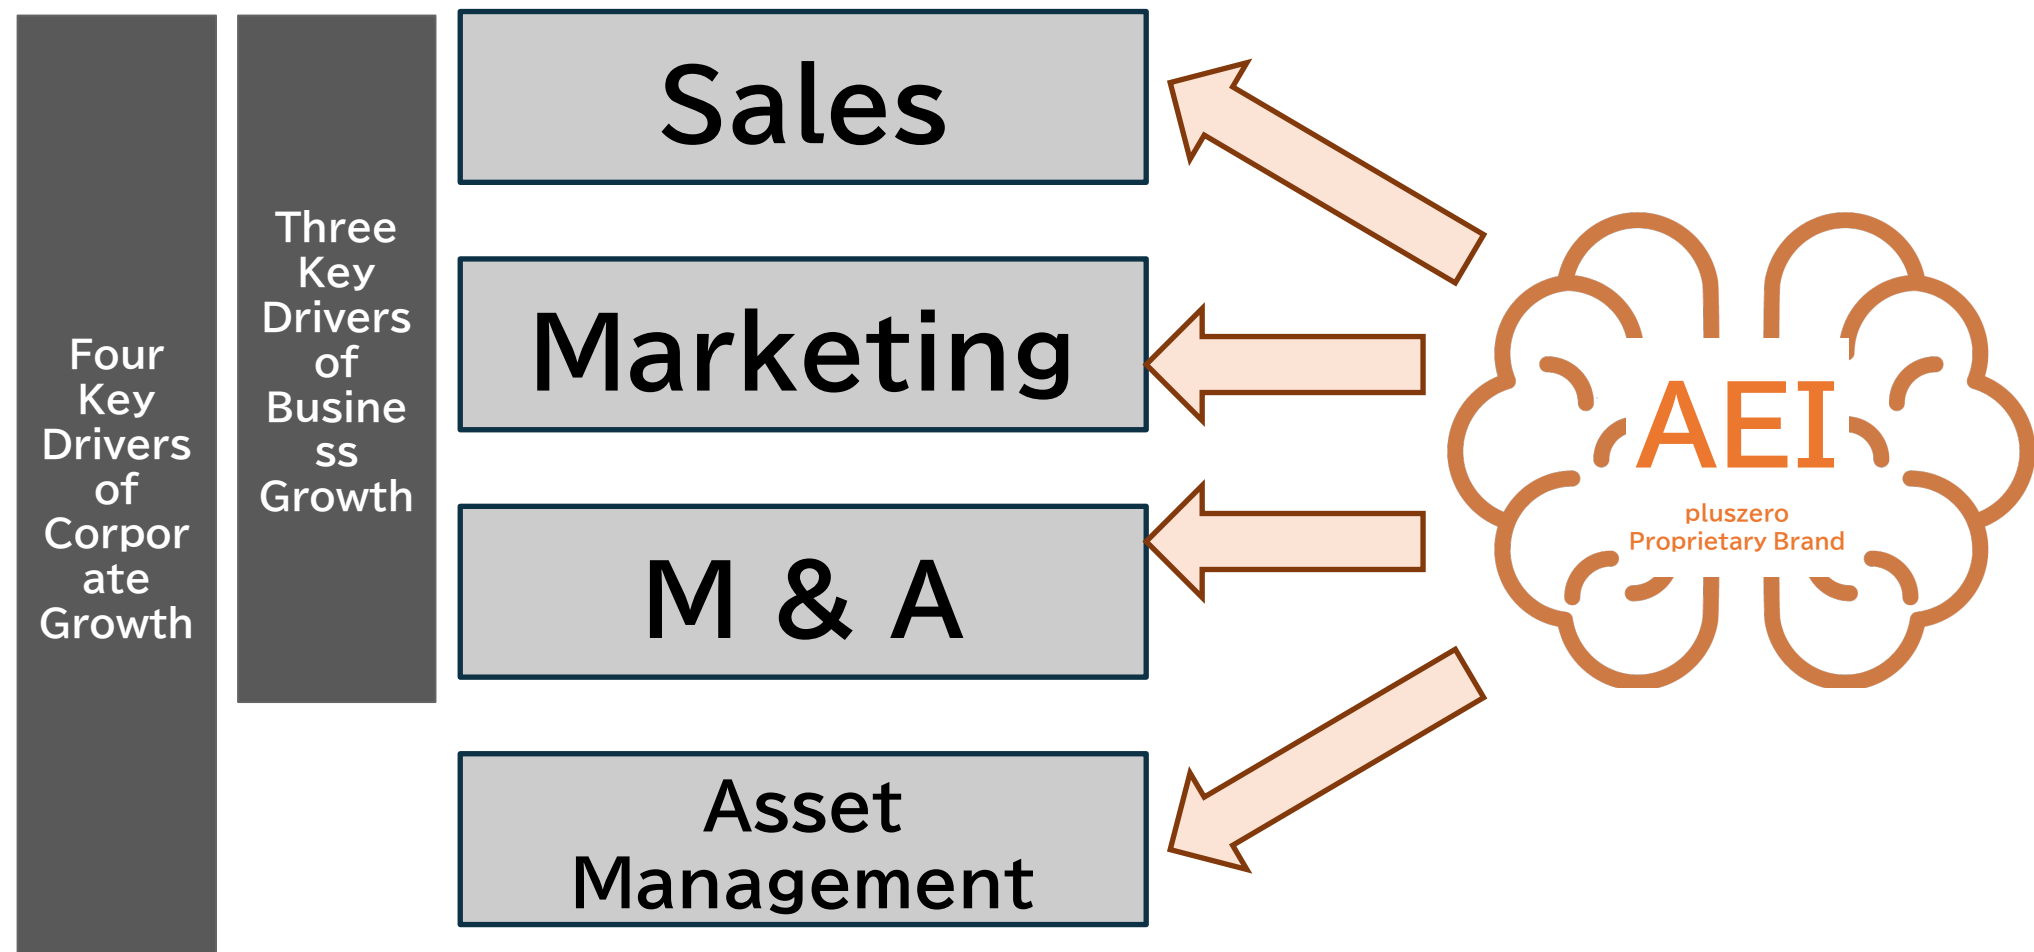 Four
Key
Drivers
of
Corpor
ate
Growth
Three
Key
Drivers
of
Busine
ss
Growth
Sales
Marketing
M & A
Asset
Management
AEI
pluszero
Proprietary Brand